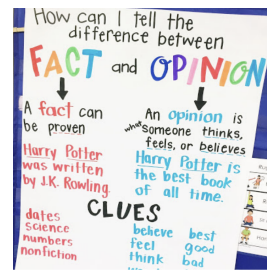 How can I tell the
difference between
FACT and OPINION
A fact can
be proven
Harry Potter
was written
by J.K. Rowling.
An opinion is
what someone thinks,
feels, or believes
Harry Potter is
the best book
of all time.
CLUES
dates
science
numbers
nonfiction
believe best
feel good
think bad